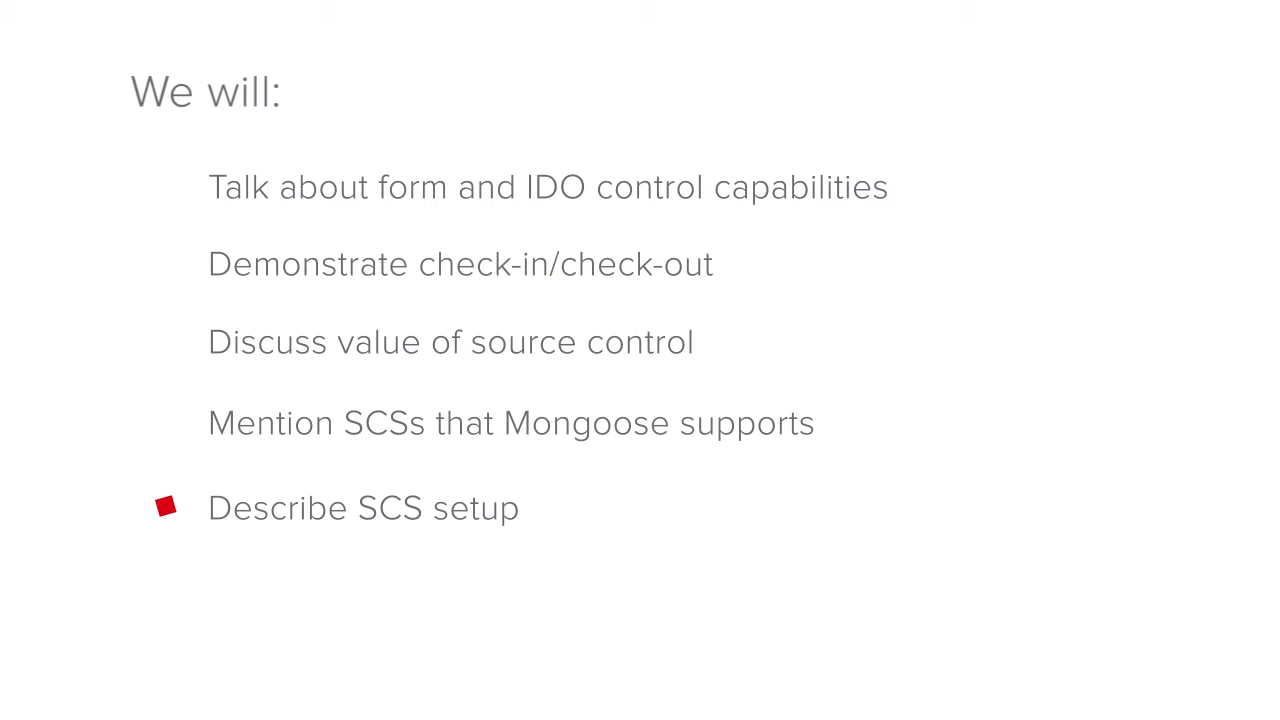 We will:
Talk about form and IDO control capabilities
Demonstrate check-in/check-out
Discuss value of source control
Mention SCSs that Mongoose supports
Describe SCS setup